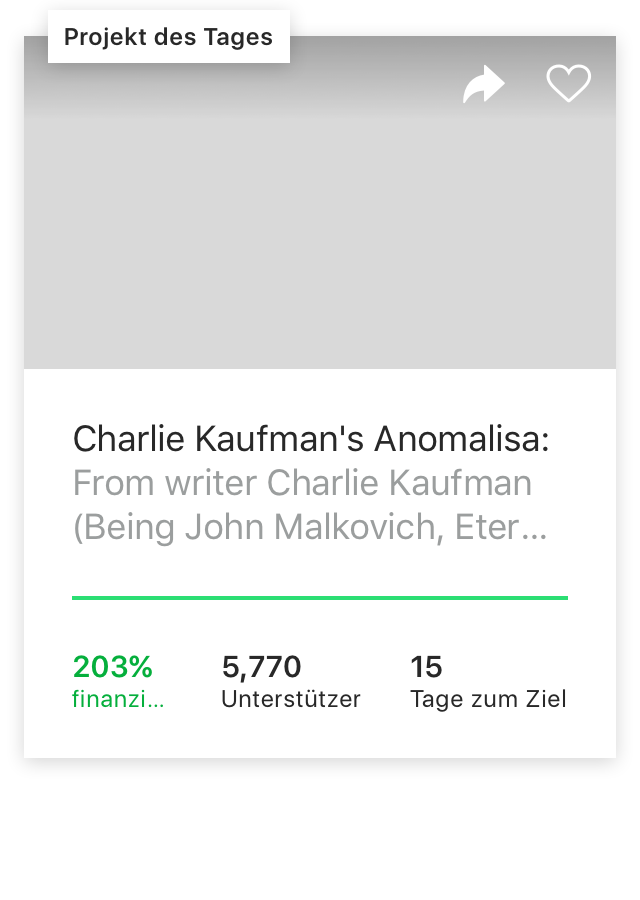 Projekt des Tages
Charlie Kaufman's Anomalisa:
From writer Charlie Kaufman
(Being John Malkovich, Eter...
203%
finanzi...
5,770
Unterstützer
15
Tage zum Ziel